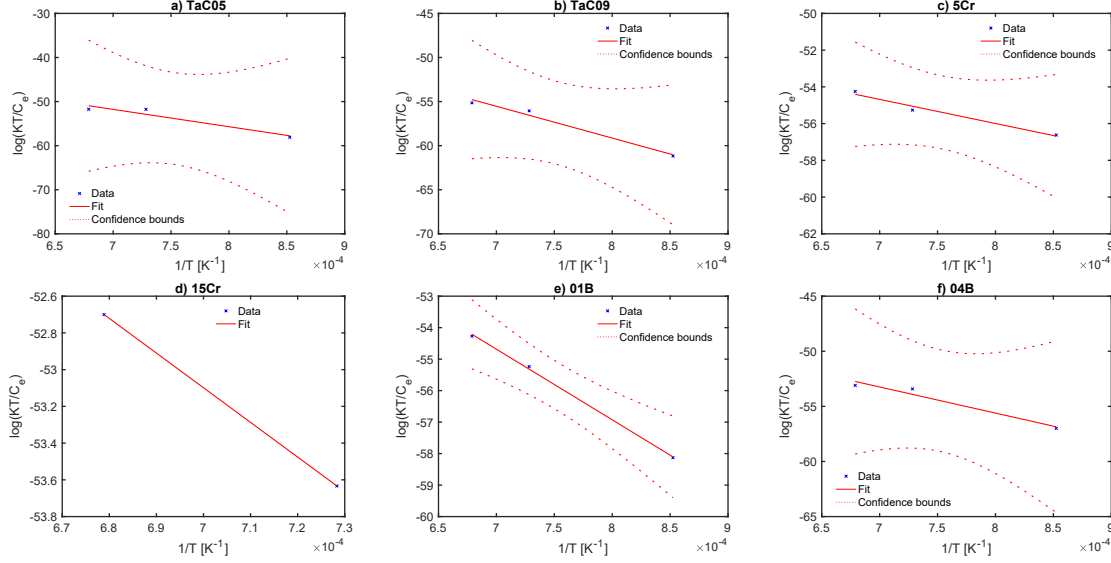 a) TaC05
-30
-40
-50
-60
-70
-80
log(KT/C_e)
Data
Fit
Confidence bounds
6.5 7 7.5 8 8.5 9
1/T [K⁻¹]
×10⁻⁴
b) TaC09
-45
-50
-55
-60
-65
-70
log(KT/C_e)
Data
Fit
Confidence bounds
6.5 7 7.5 8 8.5 9
1/T [K⁻¹]
×10⁻⁴
c) 5Cr
-50
-52
-54
-56
-58
-60
-62
log(KT/C_e)
Data
Fit
Confidence bounds
6.5 7 7.5 8 8.5 9
1/T [K⁻¹]
×10⁻⁴
d) 15Cr
-52.6
-52.8
-53
-53.2
-53.4
-53.6
-53.8
log(KT/C_e)
Data
Fit
6.7 6.8 6.9 7 7.1 7.2 7.3
1/T [K⁻¹]
×10⁻⁴
e) 01B
-53
-54
-55
-56
-57
-58
-59
-60
log(KT/C_e)
Data
Fit
Confidence bounds
6.5 7 7.5 8 8.5 9
1/T [K⁻¹]
×10⁻⁴
f) 04B
-45
-50
-55
-60
-65
log(KT/C_e)
Data
Fit
Confidence bounds
6.5 7 7.5 8 8.5 9
1/T [K⁻¹]
×10⁻⁴